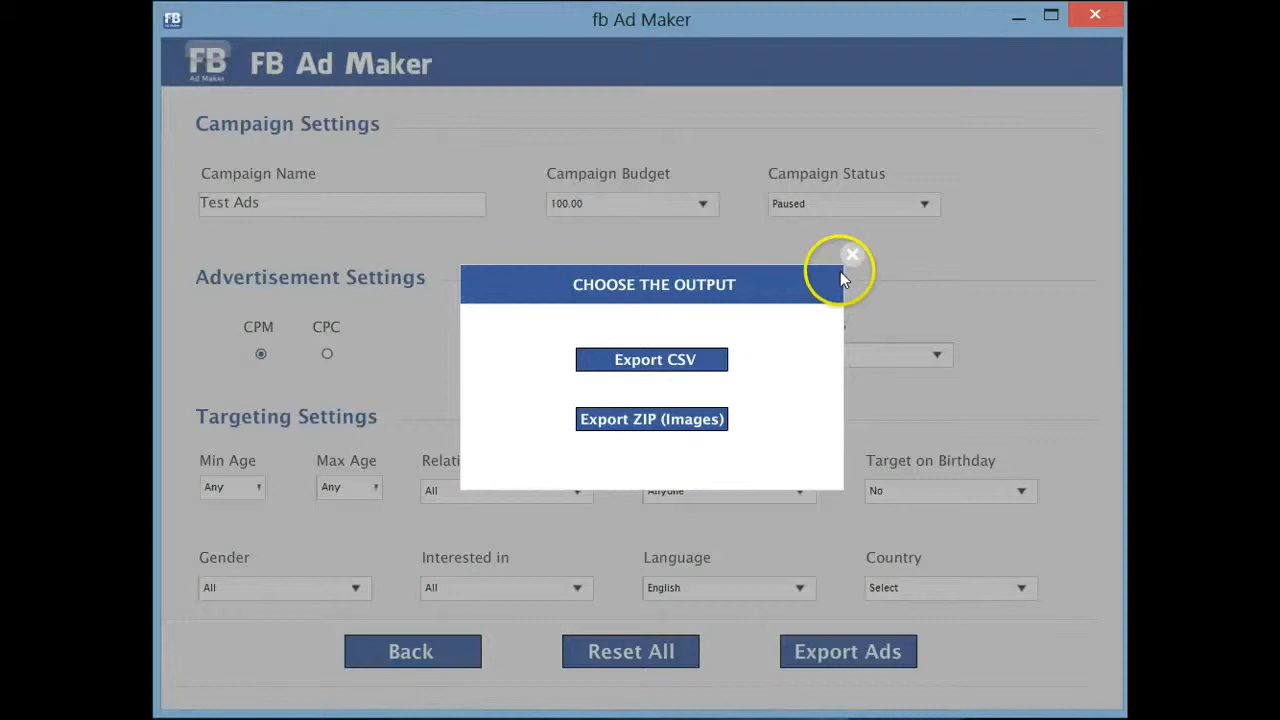 FB
fb Ad Maker
FB
Ad Maker
FB Ad Maker
Campaign Settings
Campaign Name
Campaign Budget
Campaign Status
Test Ads
100.00
Paused
Advertisement Settings
CHOOSE THE OUTPUT
CPM
CPC
Export CSV
Export ZIP (Images)
Targeting Settings
Min Age
Max Age
Relati
Target on Birthday
Any
Any
All
Anyone
No
Gender
Interested in
Language
Country
All
All
English
Select
Back
Reset All
Export Ads